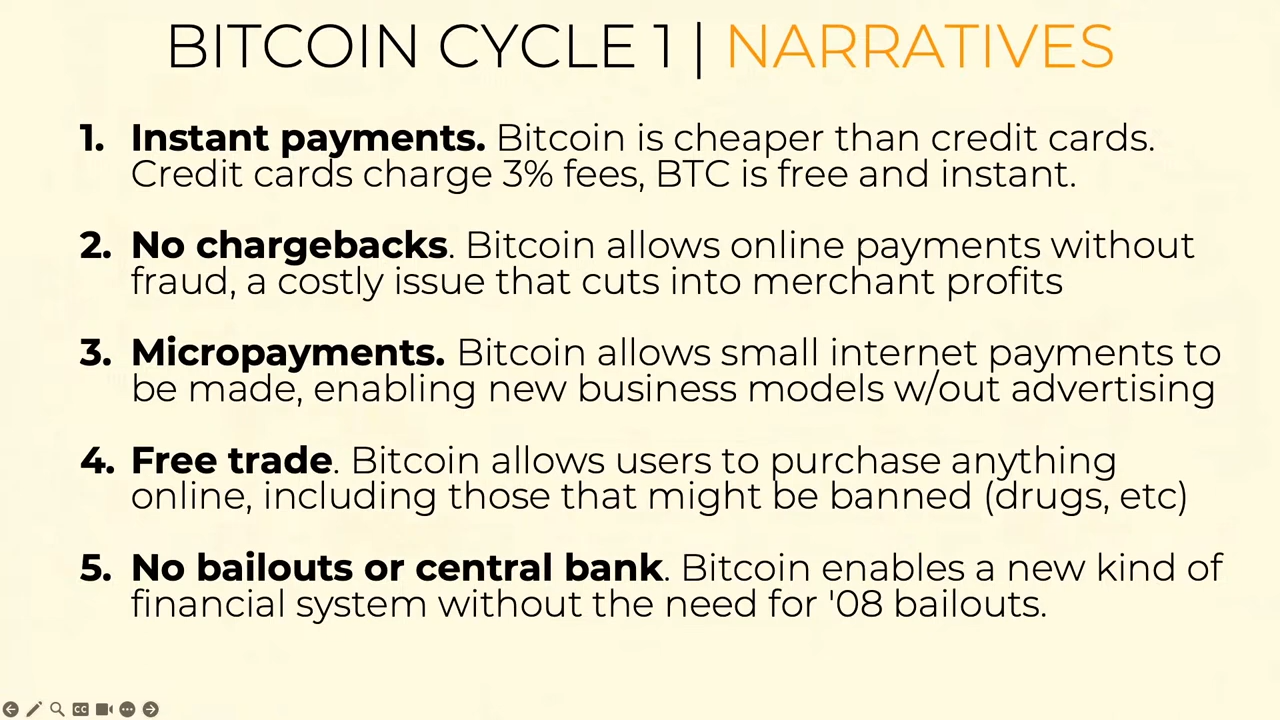 BITCOIN CYCLE 1 | NARRATIVES
1. Instant payments. Bitcoin is cheaper than credit cards.
Credit cards charge 3% fees, BTC is free and instant.
2. No chargebacks. Bitcoin allows online payments without
fraud, a costly issue that cuts into merchant profits
3. Micropayments. Bitcoin allows small internet payments to
be made, enabling new business models w/out advertising
4. Free trade. Bitcoin allows users to purchase anything
online, including those that might be banned (drugs, etc)
5. No bailouts or central bank. Bitcoin enables a new kind of
financial system without the need for '08 bailouts.
CC